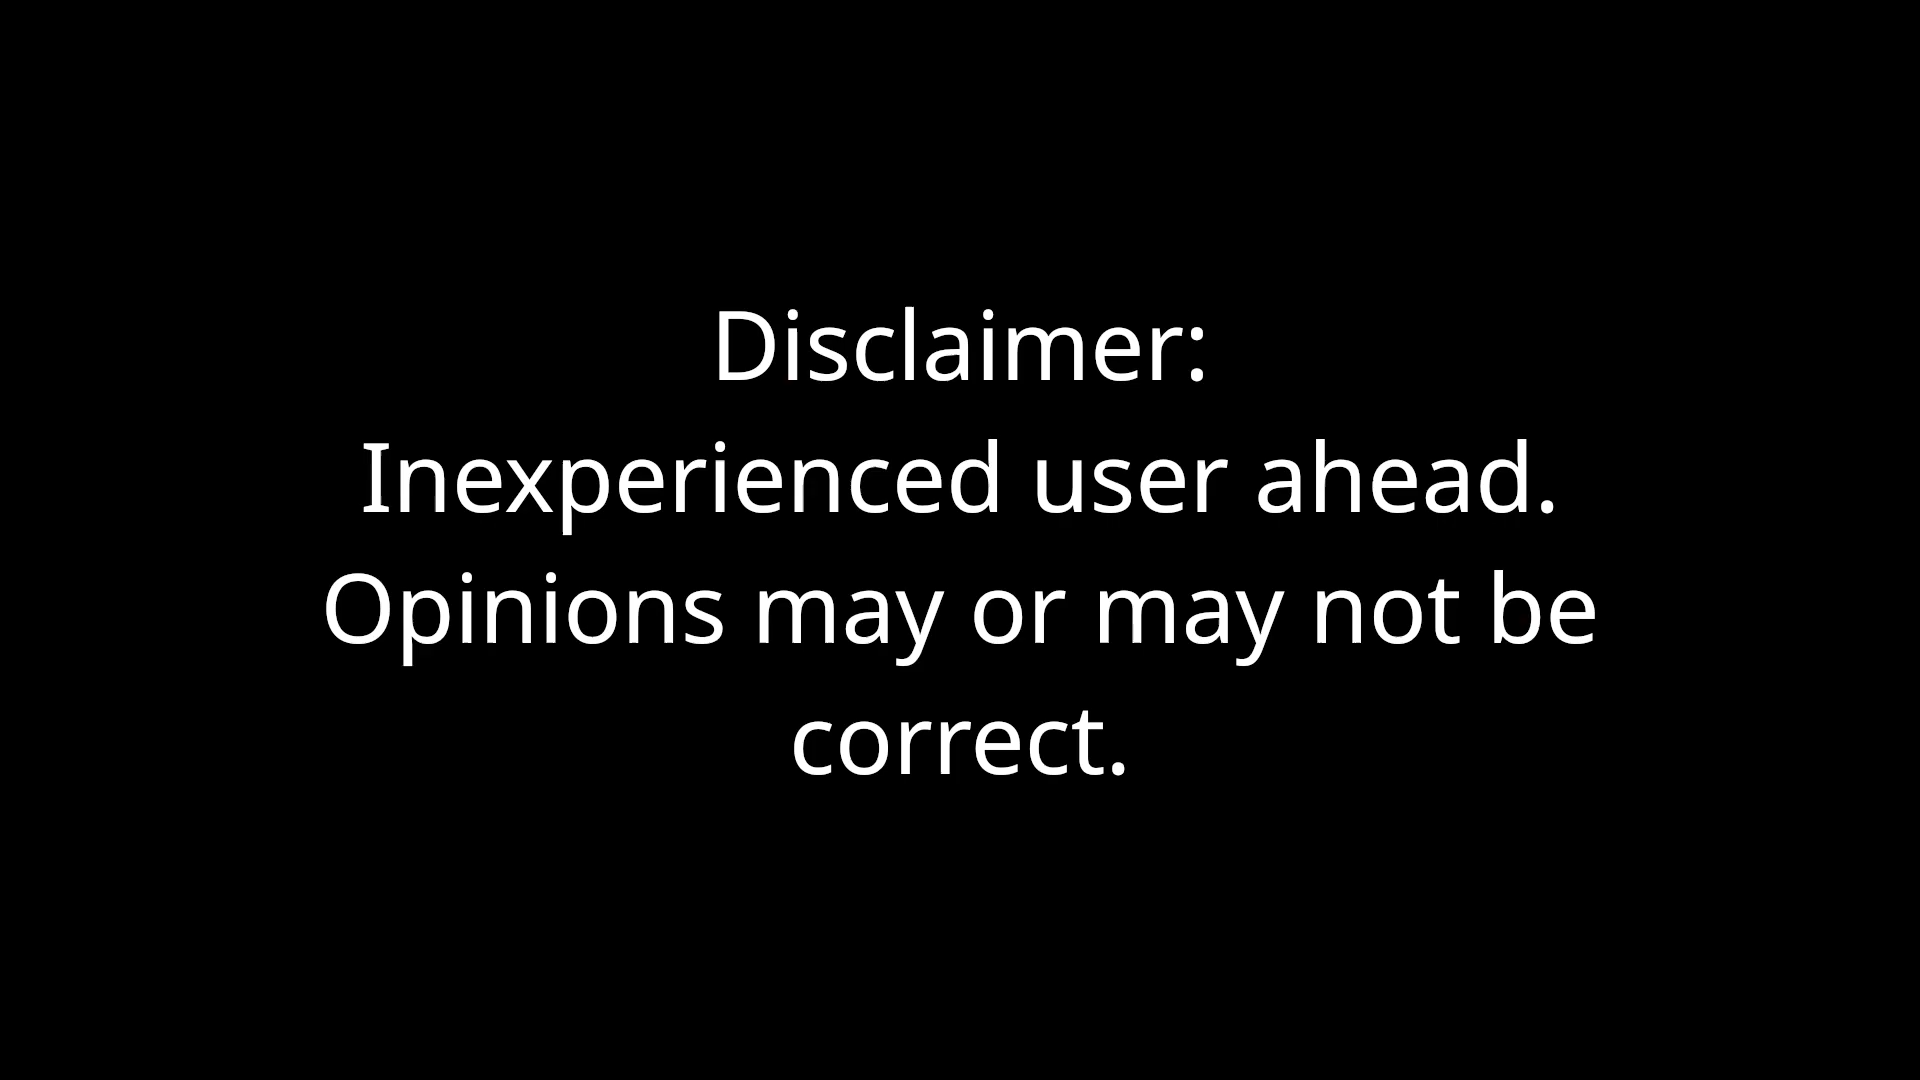 Disclaimer:
Inexperienced user ahead.
Opinions may or may not be
correct.